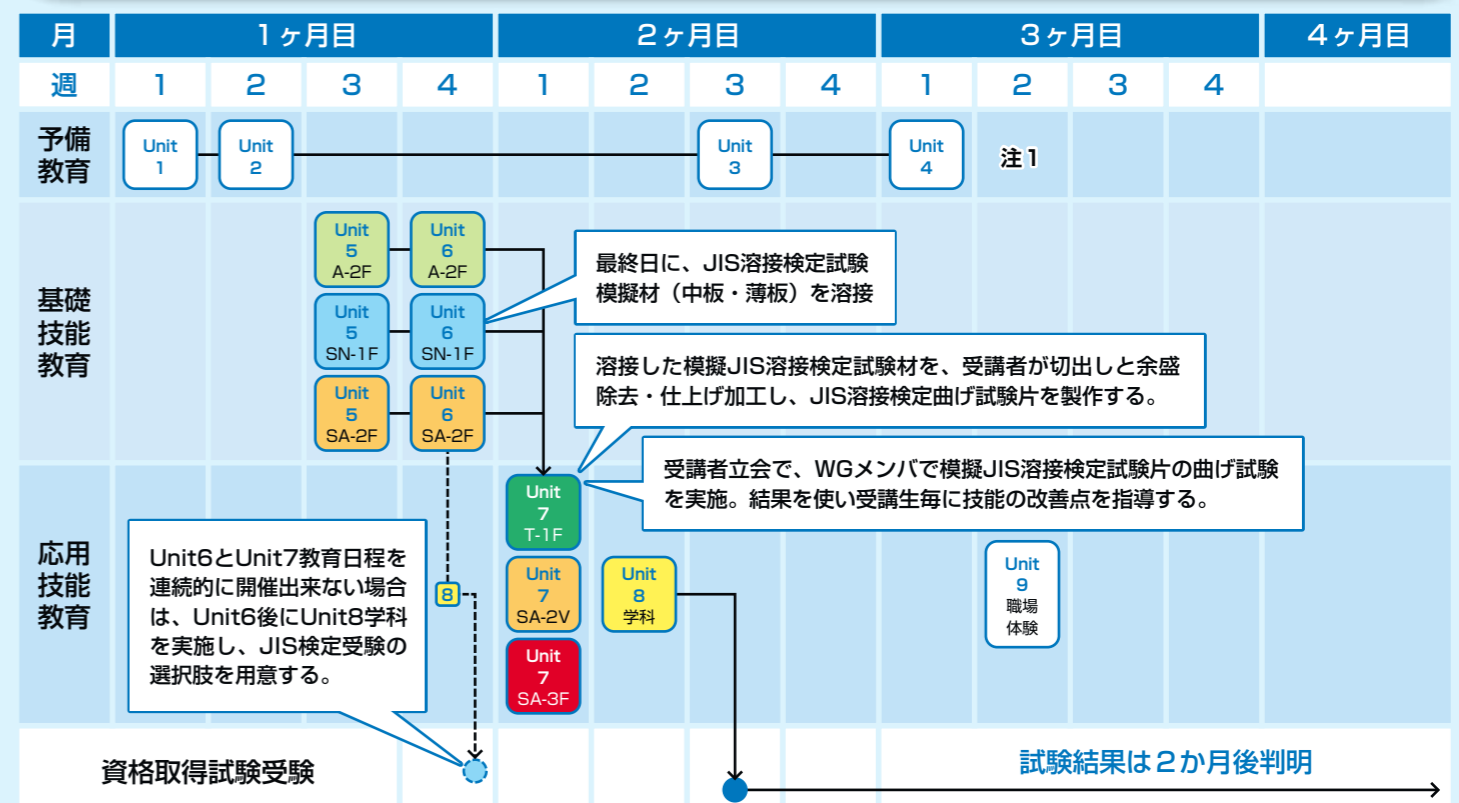 月 1ヶ月目 2ヶ月目 3ヶ月目 4ヶ月目
週 1 2 3 4 1 2 3 4 1 2 3 4
予備
教育
Unit
1
Unit
2
Unit
3
Unit
4
注1
基礎
技能
教育
Unit
5
A-2F
Unit
6
A-2F
Unit
5
SN-1F
Unit
6
SN-1F
Unit
5
SA-2F
Unit
6
SA-2F
最終日に、JIS溶接検定試験
模擬材（中板・薄板）を溶接
溶接した模擬JIS溶接検定試験材を、受講者が切出しと余盛
除去・仕上げ加工し、JIS溶接検定曲げ試験片を製作する。
受講者立会で、WGメンバで模擬JIS溶接検定試験片の曲げ試験
を実施。結果を使い受講生毎に技能の改善点を指導する。
応用
技能
教育
Unit6とUnit7教育日程を
連続的に開催出来ない場合
は、Unit6後にUnit8学科
を実施し、JIS検定受験の
選択肢を用意する。
8
Unit
7
T-1F
Unit
7
SA-2V
Unit
7
SA-3F
Unit
8
学科
Unit
9
職場
体験
資格取得試験受験
試験結果は2か月後判明